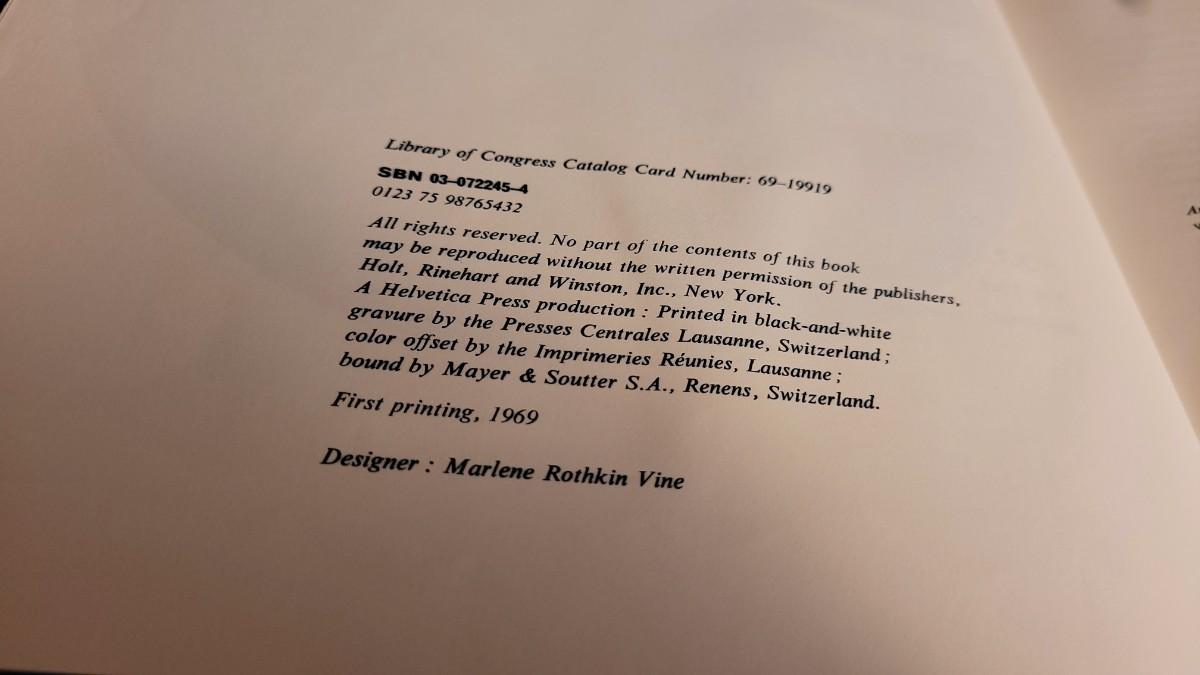 Library of Congress Catalog Card Number: 69-19919
SBN 03-072245-4
0123 75 98765432
All rights reserved. No part of the contents of this book
may be reproduced without the written permission of the publishers,
Holt, Rinehart and Winston, Inc., New York.
A Helvetica Press production : Printed in black-and-white
gravure by the Presses Centrales Lausanne, Switzerland ;
color offset by the Imprimeries Réunies, Lausanne ;
bound by Mayer & Soutter S.A., Renens, Switzerland.
First printing, 1969
Designer : Marlene Rothkin Vine